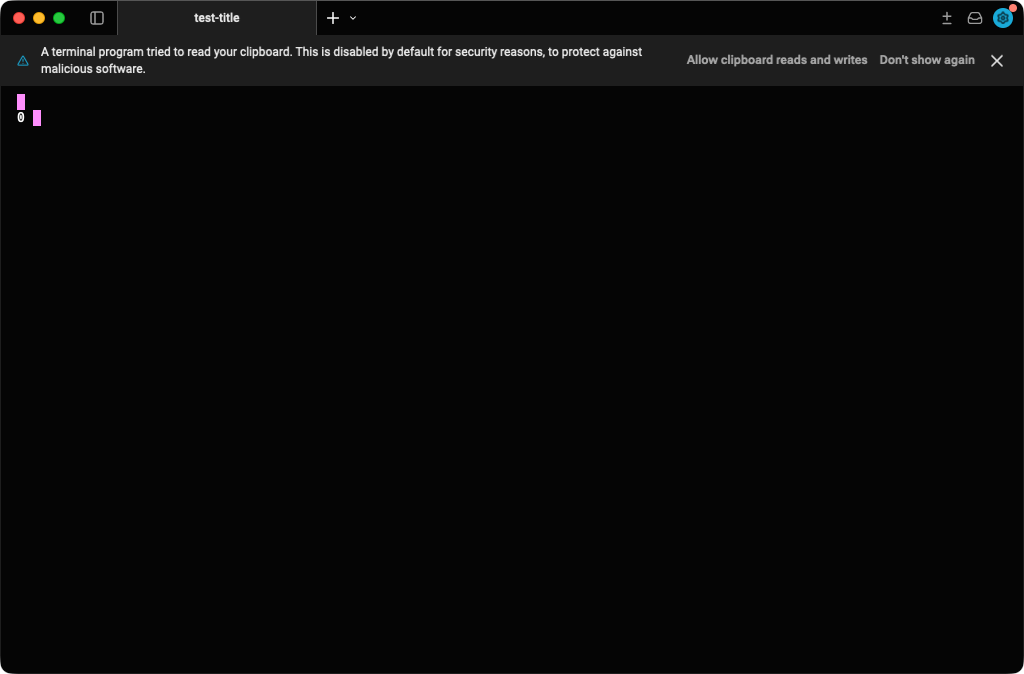 test-title
A terminal program tried to read your clipboard. This is disabled by default for security reasons, to protect against
malicious software.
Allow clipboard reads and writes Don't show again
0